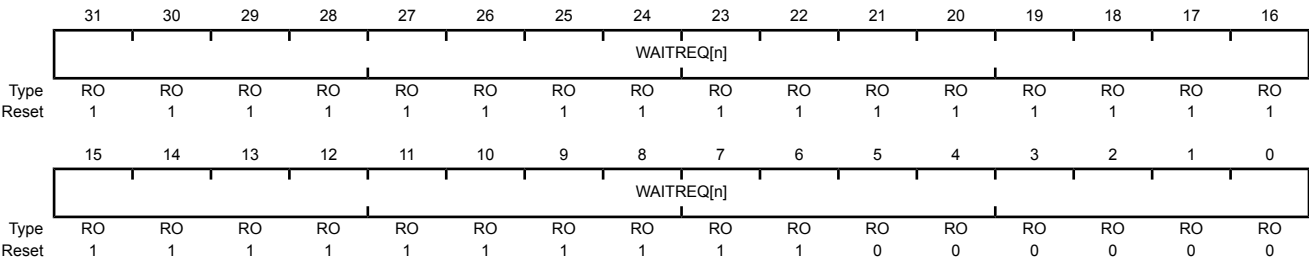 31 30 29 28 27 26 25 24 23 22 21 20 19 18 17 16
WAITREQ[n]
Type RO RO RO RO RO RO RO RO RO RO RO RO RO RO RO RO
Reset 1 1 1 1 1 1 1 1 1 1 1 1 1 1 1 1
15 14 13 12 11 10 9 8 7 6 5 4 3 2 1 0
WAITREQ[n]
Type RO RO RO RO RO RO RO RO RO RO RO RO RO RO RO RO
Reset 1 1 1 1 1 1 1 1 1 1 0 0 0 0 0 0